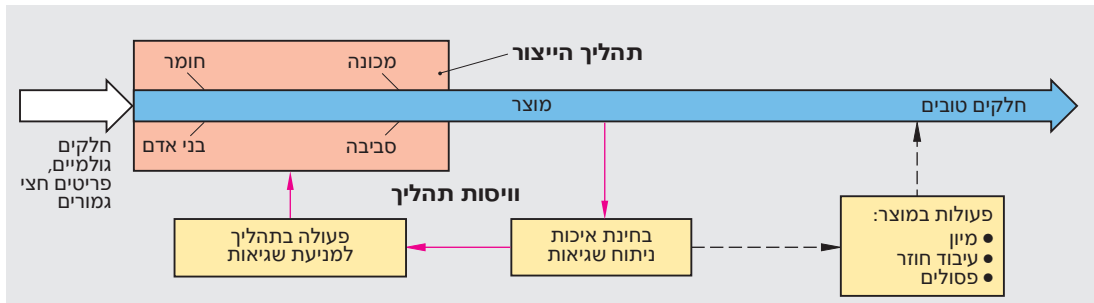 תהליך הייצור
חומר
מכונה
בני אדם
סביבה
מוצר
חלקים טובים
חלקים
גולמיים,
פריטים חצי
גמורים
וויסות תהליך
פעולה בתהליך
למניעת שגיאות
בחינת איכות
ניתוח שגיאות
פעולות במוצר:
● מיון
● עיבוד חוזר
● פסולים